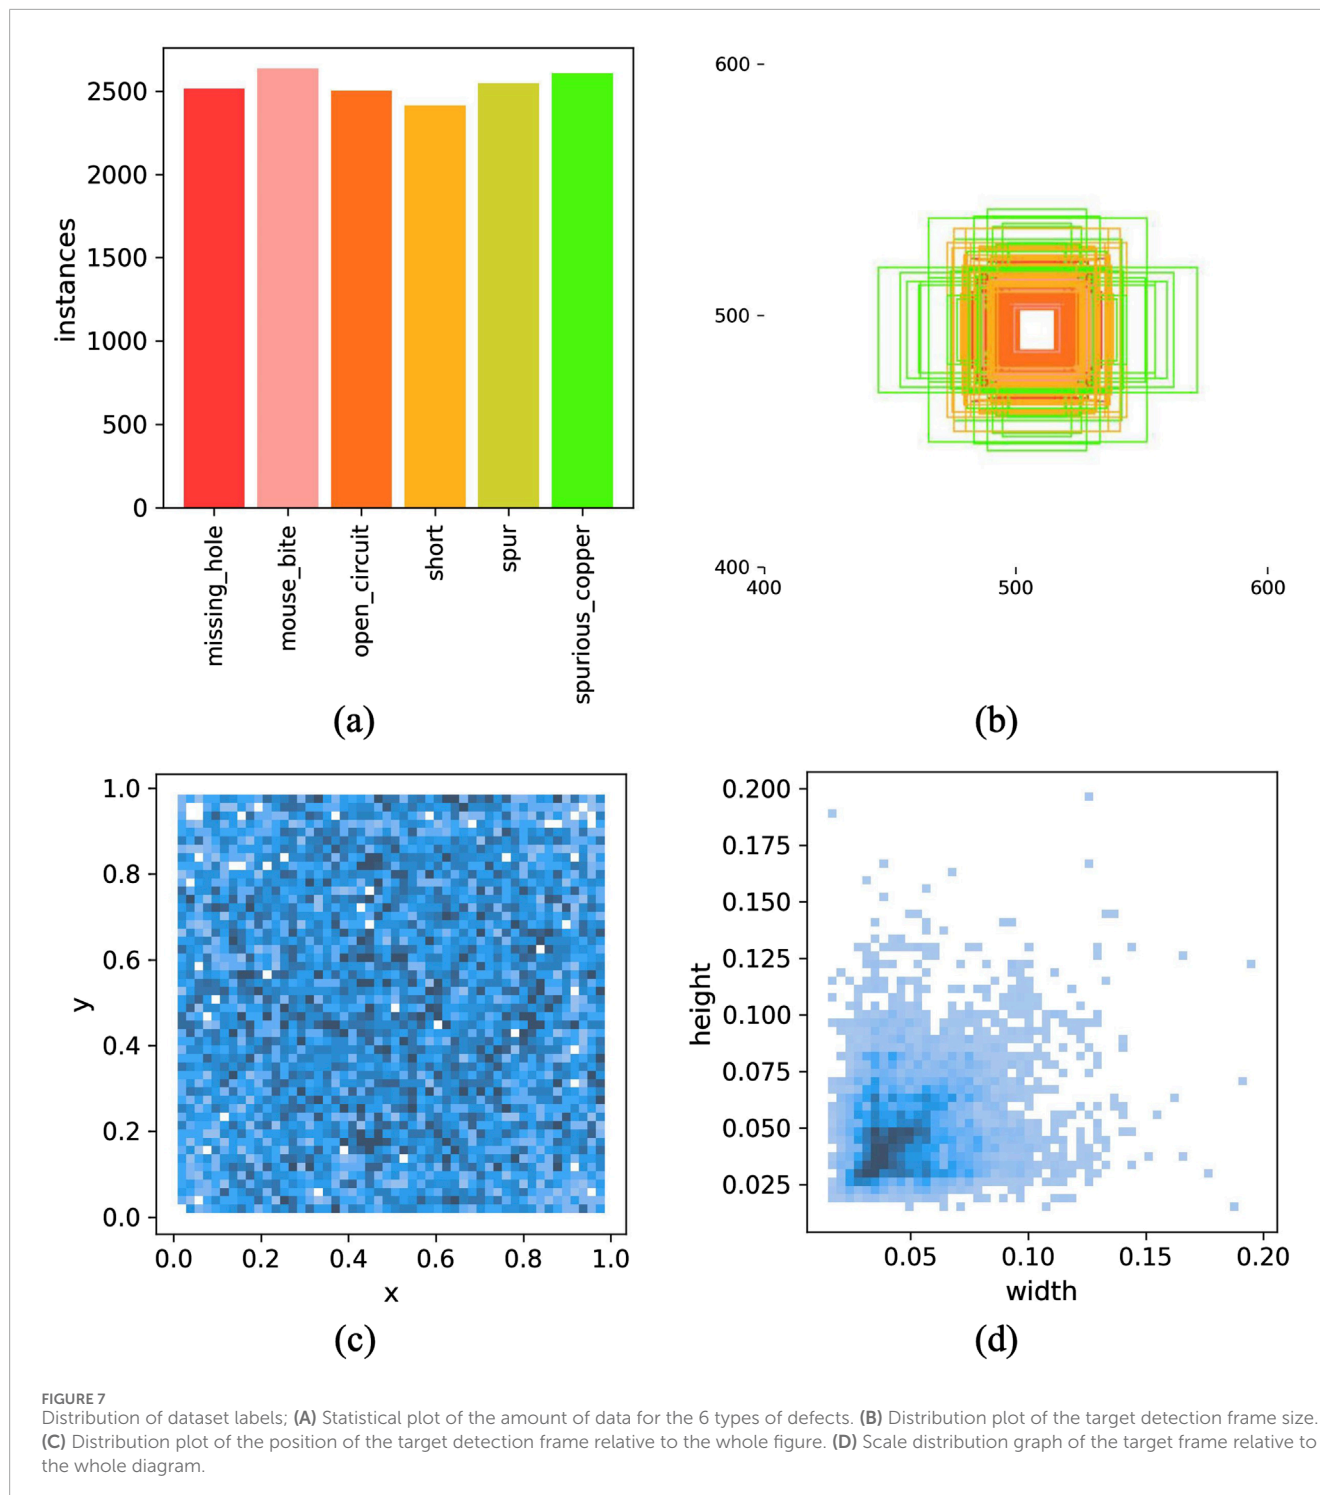 2500
2000
1500
1000
500
0
instances
missing_hole
mouse_bite
open_circuit
short
spur
spurious_copper
(a)
600
500
400
400
500
600
(b)
1.0
0.8
0.6
0.4
0.2
0.0
y
0.0 0.2 0.4 0.6 0.8 1.0
x
(c)
0.200
0.175
0.150
0.125
0.100
0.075
0.050
0.025
height
0.05 0.10 0.15 0.20
width
(d)
FIGURE 7
Distribution of dataset labels; (A) Statistical plot of the amount of data for the 6 types of defects. (B) Distribution plot of the target detection frame size.
(C) Distribution plot of the position of the target detection frame relative to the whole figure. (D) Scale distribution graph of the target frame relative to
the whole diagram.